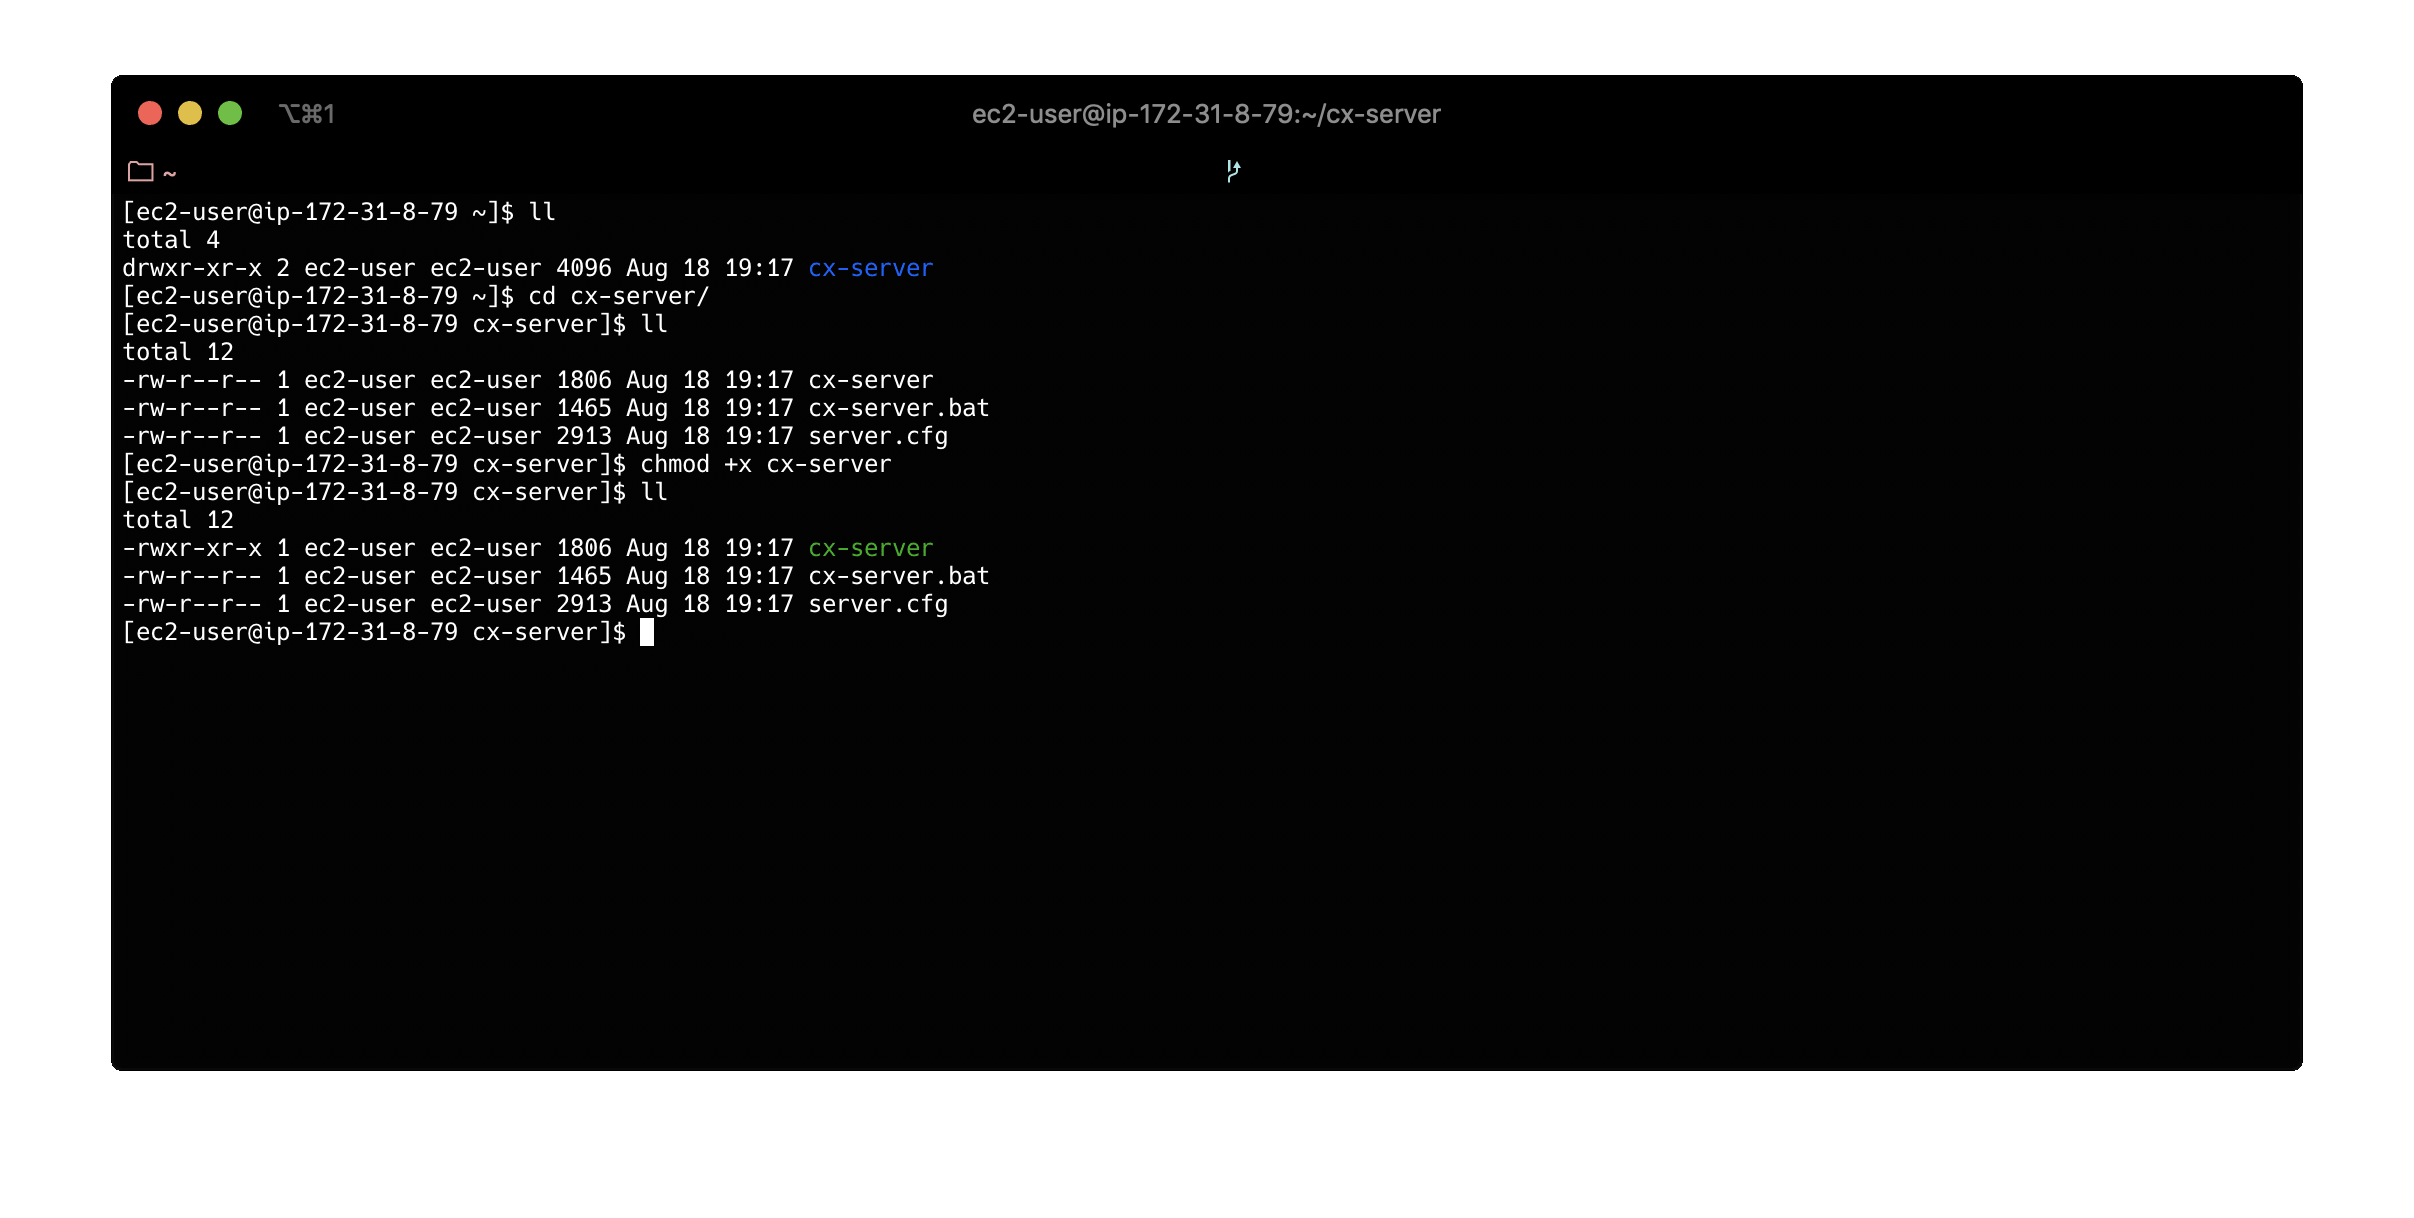 ⌥⌘1
ec2-user@ip-172-31-8-79:~/cx-server
~
[ec2-user@ip-172-31-8-79 ~]$ ll
total 4
drwxr-xr-x 2 ec2-user ec2-user 4096 Aug 18 19:17 cx-server
[ec2-user@ip-172-31-8-79 ~]$ cd cx-server/
[ec2-user@ip-172-31-8-79 cx-server]$ ll
total 12
-rw-r--r-- 1 ec2-user ec2-user 1806 Aug 18 19:17 cx-server
-rw-r--r-- 1 ec2-user ec2-user 1465 Aug 18 19:17 cx-server.bat
-rw-r--r-- 1 ec2-user ec2-user 2913 Aug 18 19:17 server.cfg
[ec2-user@ip-172-31-8-79 cx-server]$ chmod +x cx-server
[ec2-user@ip-172-31-8-79 cx-server]$ ll
total 12
-rwxr-xr-x 1 ec2-user ec2-user 1806 Aug 18 19:17 cx-server
-rw-r--r-- 1 ec2-user ec2-user 1465 Aug 18 19:17 cx-server.bat
-rw-r--r-- 1 ec2-user ec2-user 2913 Aug 18 19:17 server.cfg
[ec2-user@ip-172-31-8-79 cx-server]$